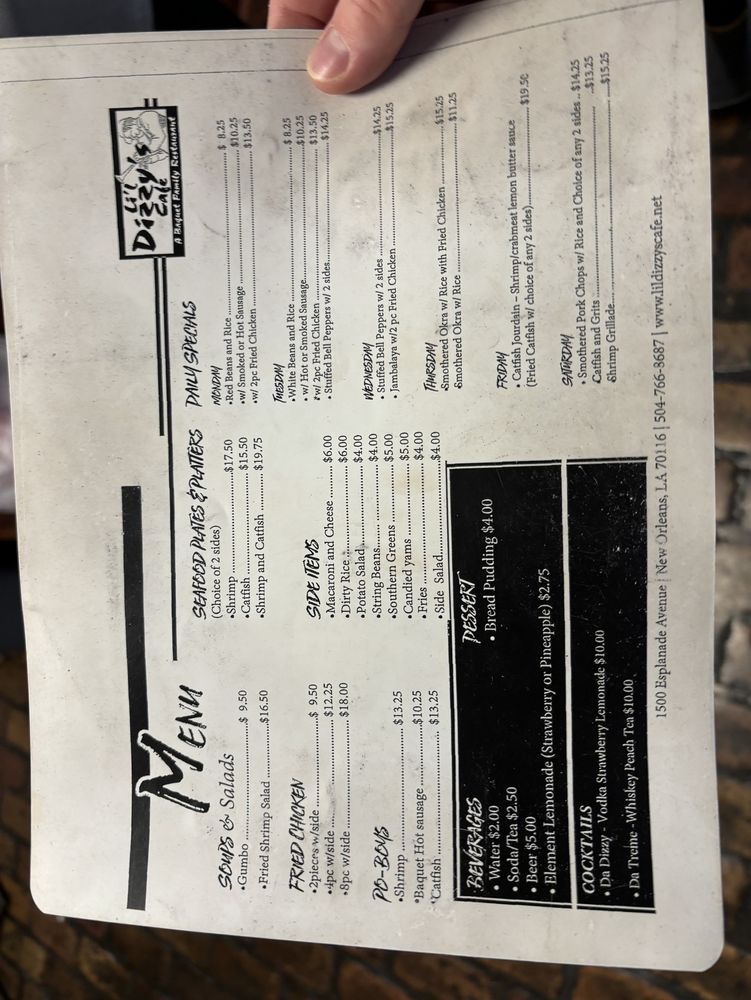 MENU
Li'l
Dizzy's
Cafe
A Baquet Family Restaurant
SOUPS & Salads
•Gumbo ........ $ 9.50
•Fried Shrimp Salad ........ $16.50
FRIED CHICKEN
•2pieces w/side ........ $ 9.50
•4pc w/side ........ $12.25
•8pc w/side ........ $18.00
PO-BOYS
•Shrimp ........ $13.25
•Baquet Hot sausage ........ $10.25
•Catfish ........ $13.25
SEAFOOD PLATES & PLATTERS
(Choice of 2 sides)
•Shrimp ........ $17.50
•Catfish ........ $15.50
•Shrimp and Catfish ........ $19.75
SIDE ITEMS
•Macaroni and Cheese ........ $6.00
•Dirty Rice ........ $6.00
•Potato Salad ........ $4.00
•String Beans ........ $4.00
•Southern Greens ........ $5.00
•Candied yams ........ $5.00
•Fries ........ $4.00
•Side Salad ........ $4.00
DAILY SPECIALS
MONDAY
•Red Beans and Rice ........ $ 8.25
•w/ Smoked or Hot Sausage ........ $10.25
•w/ 2pc Fried Chicken ........ $13.50
TUESDAY
•White Beans and Rice ........ $ 8.25
•w/ Hot or Smoked Sausage ........ $10.25
•w/ 2pc Fried Chicken ........ $13.50
•Stuffed Bell Peppers w/ 2 sides ........ $14.25
WEDNESDAY
•Stuffed Bell Peppers w/ 2 sides ........ $14.25
•Jambalaya w/2 pc Fried Chicken ........ $15.25
THURSDAY
•Smothered Okra w/ Rice with Fried Chicken ........ $15.25
Smothered Okra w/ Rice ........ $11.25
FRIDAY
•Catfish Jourdain – Shrimp/crabmeat lemon butter sauce
(Fried Catfish w/ choice of any 2 sides) ........ $19.50
SATURDAY
•Smothered Pork Chops w/ Rice and Choice of any 2 sides .. $14.25
Catfish and Grits ........ $13.25
Shrimp Grillade ........ $15.25
BEVERAGES
• Water $2.00
• Soda/Tea $2.50
• Beer $5.00
• Element Lemonade (Strawberry or Pineapple) $2.75
DESSERT
• Bread Pudding $4.00
COCKTAILS
• Da Dizzy - Vodka Strawberry Lemonade $10.00
• Da Treme - Whiskey Peach Tea $10.00
1500 Esplanade Avenue | New Orleans, LA 70116 | 504-766-8687 | www.lildizzyscafe.net